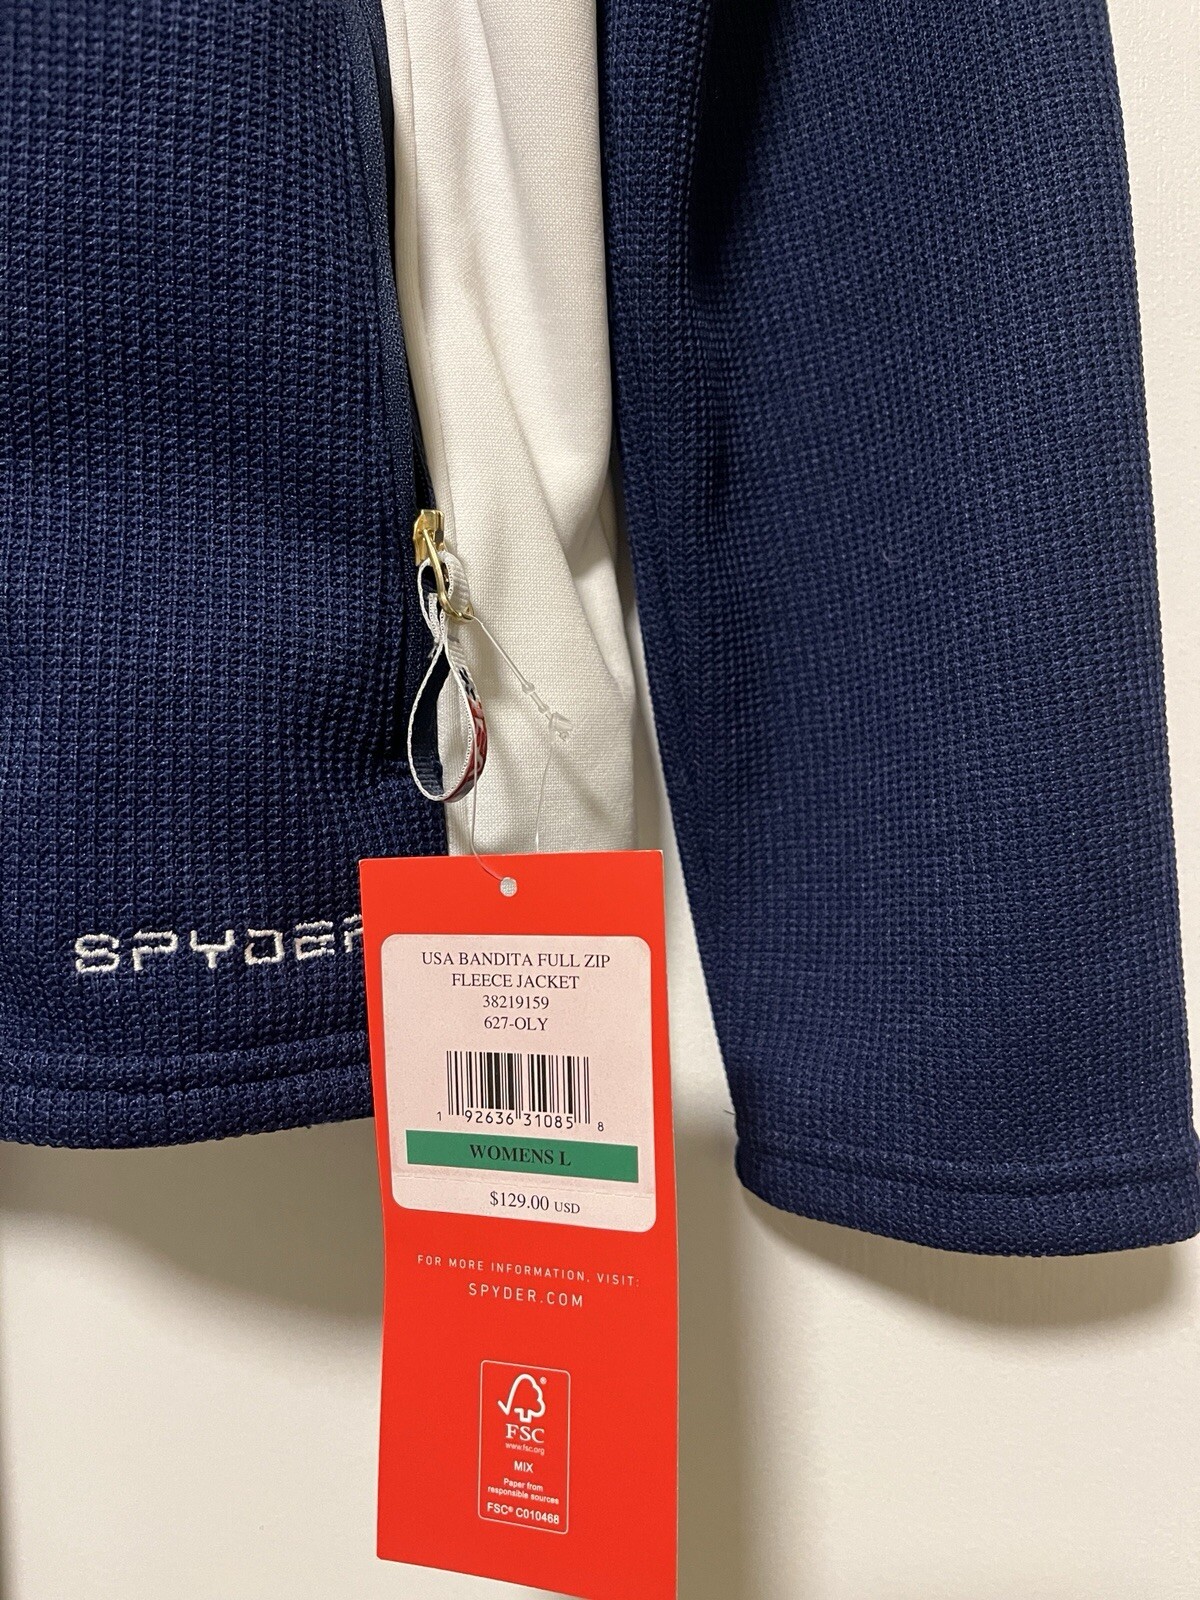 SPYDER
USA BANDITA FULL ZIP
FLEECE JACKET
38219159
627-OLY
1 92636 31085 8
WOMENS L
$129.00 USD
FOR MORE INFORMATION, VISIT:
SPYDER.COM
®
FSC
www.fsc.org
MIX
Paper from
responsible sources
FSC® C010468